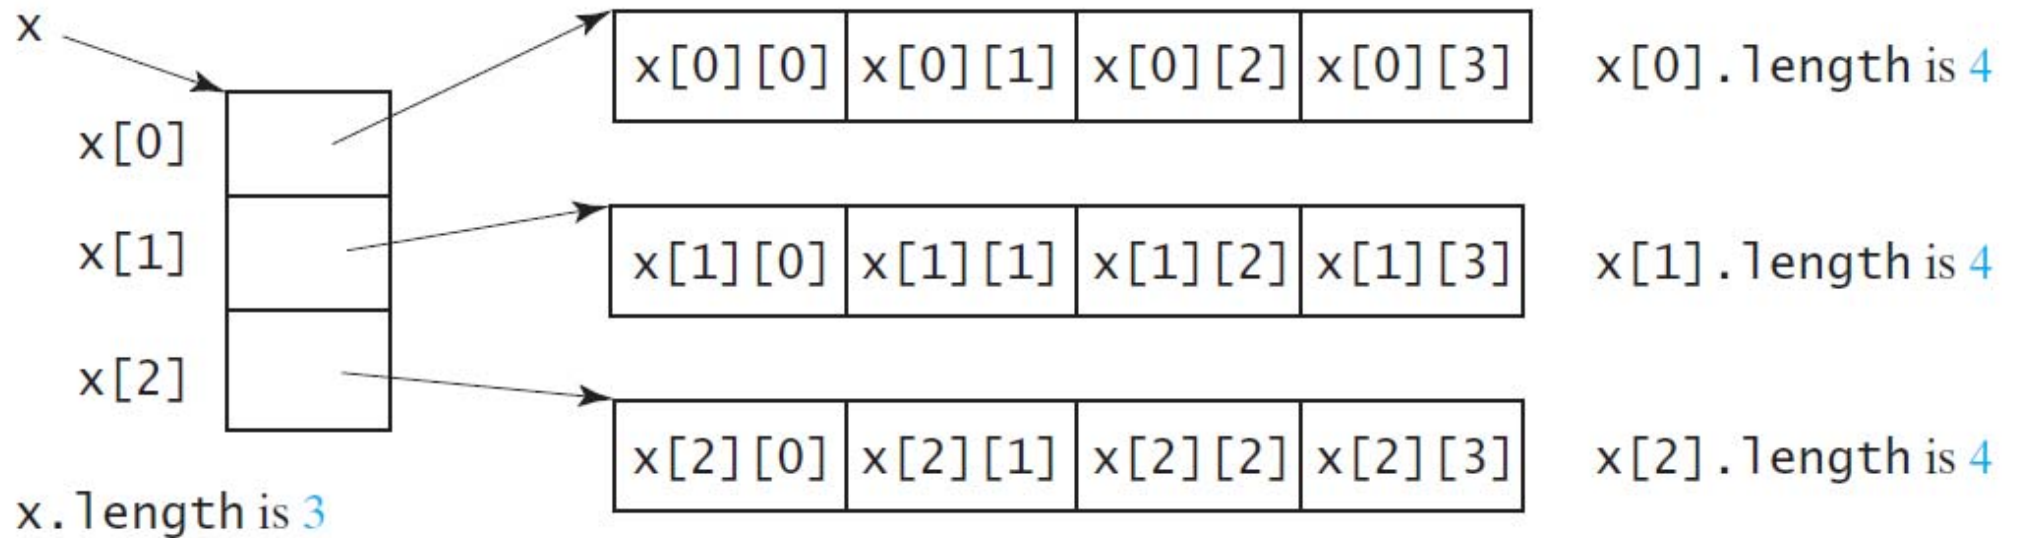 x
x[0][0] x[0][1] x[0][2] x[0][3] x[0].length is 4
x[0]
x[1]
x[1][0] x[1][1] x[1][2] x[1][3] x[1].length is 4
x[2]
x[2][0] x[2][1] x[2][2] x[2][3] x[2].length is 4
x.length is 3